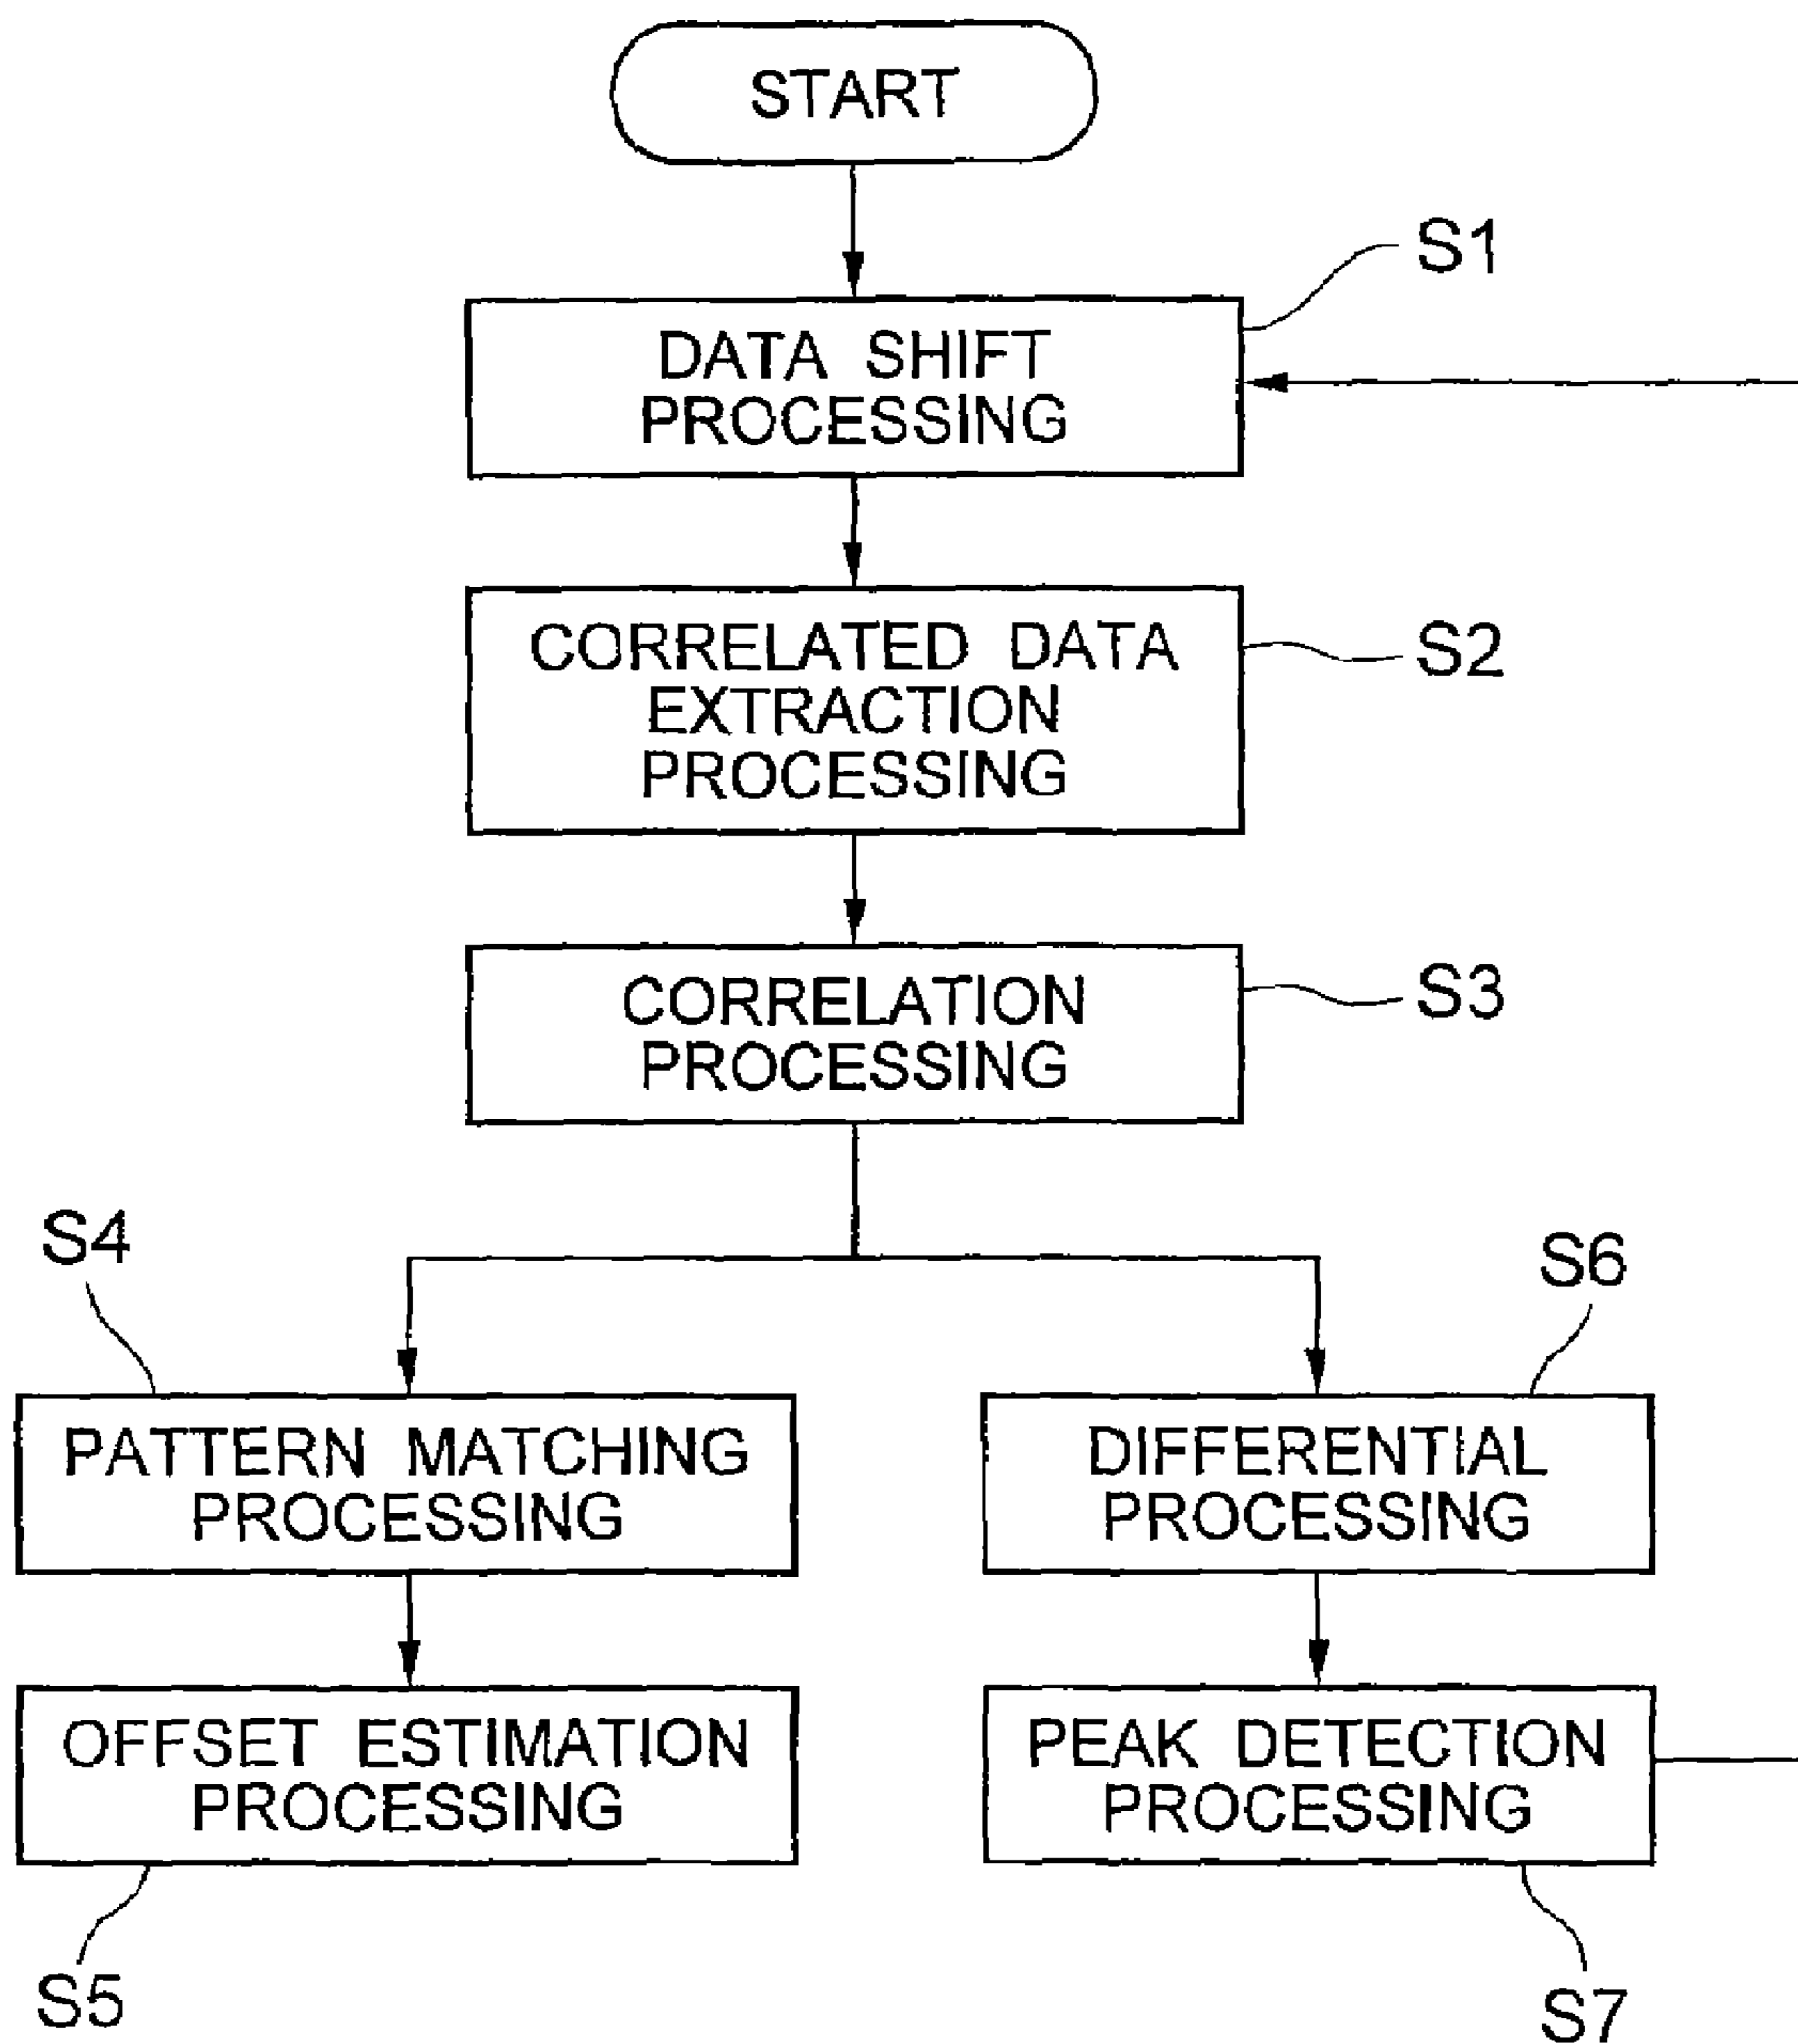 START
S1
DATA SHIFT
PROCESSING
CORRELATED DATA
EXTRACTION
PROCESSING
S2
CORRELATION
PROCESSING
S3
S4
S6
PATTERN MATCHING
PROCESSING
DIFFERENTIAL
PROCESSING
OFFSET ESTIMATION
PROCESSING
PEAK DETECTION
PROCESSING
S5
S7